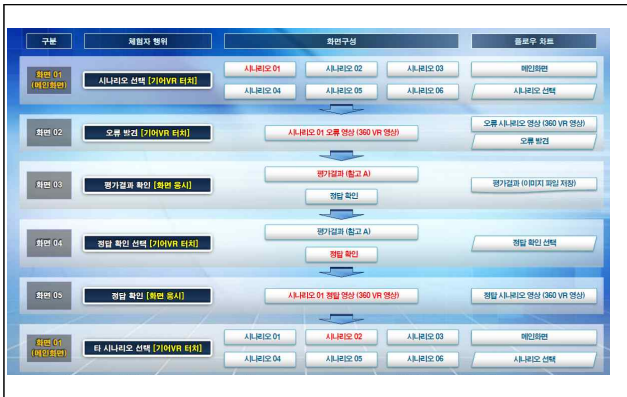 구분 체험자 행위 화면구성 플로우 차트
화면 01
(메인화면)
시나리오 선택 [기어VR 터치]
시나리오 01 시나리오 02 시나리오 03
시나리오 04 시나리오 05 시나리오 06
메인화면
시나리오 선택
화면 02
오류 발견 [기어VR 터치]
시나리오 01 오류 영상 (360 VR 영상)
오류 시나리오 영상 (360 VR 영상)
오류 발견
화면 03
평가결과 확인 [화면 응시]
평가결과 (참고 A)
정답 확인
평가결과 (이미지 파일 저장)
화면 04
정답 확인 선택 [기어VR 터치]
평가결과 (참고 A)
정답 확인
정답 확인 선택
화면 05
정답 확인 [화면 응시]
시나리오 01 정답 영상 (360 VR 영상)
정답 시나리오 영상 (360 VR 영상)
화면 01
(메인화면)
타 시나리오 선택 [기어VR 터치]
시나리오 01 시나리오 02 시나리오 03
시나리오 04 시나리오 05 시나리오 06
메인화면
시나리오 선택